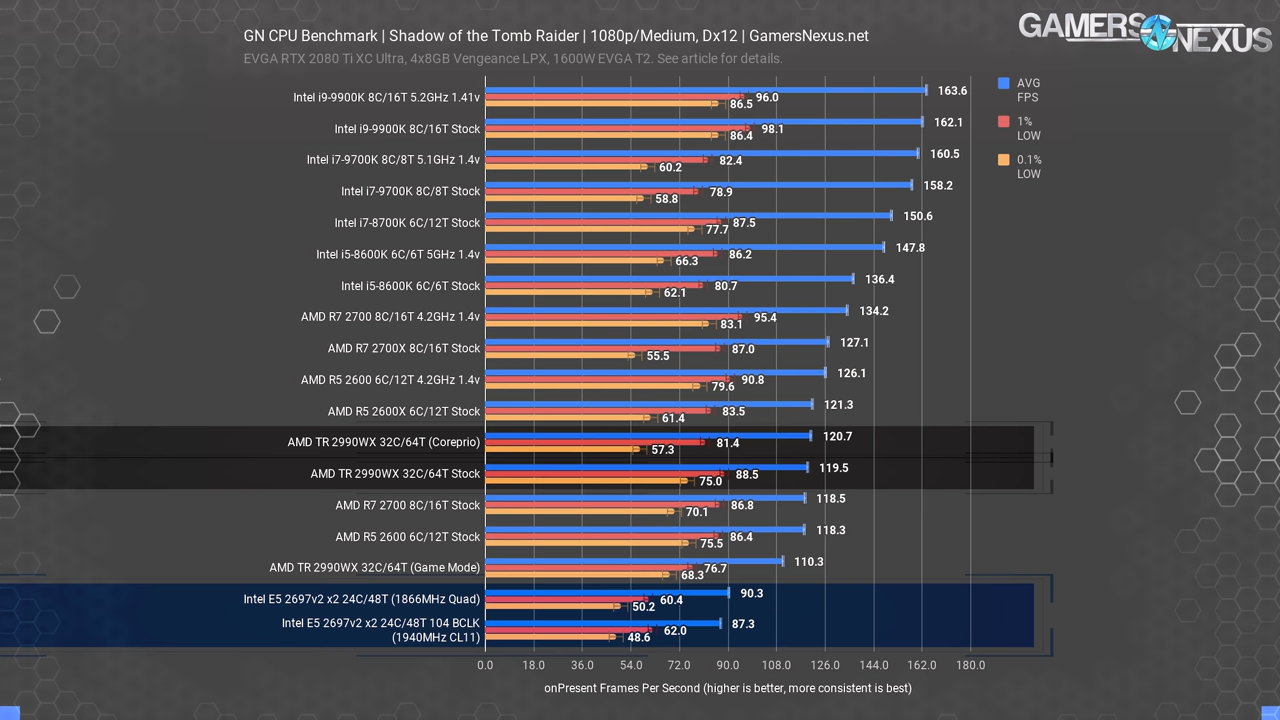 GAMERS NEXUS
GN CPU Benchmark | Shadow of the Tomb Raider | 1080p/Medium, Dx12 | GamersNexus.net
EVGA RTX 2080 Ti XC Ultra, 4x8GB Vengeance LPX, 1600W EVGA T2. See article for details.
AVG
FPS
1%
LOW
0.1%
LOW
Intel i9-9900K 8C/16T 5.2GHz 1.41v 163.6 96.0 86.5
Intel i9-9900K 8C/16T Stock 162.1 98.1 86.4
Intel i7-9700K 8C/8T 5.1GHz 1.4v 160.5 82.4 60.2
Intel i7-9700K 8C/8T Stock 158.2 78.9 58.8
Intel i7-8700K 6C/12T Stock 150.6 87.5 77.7
Intel i5-8600K 6C/6T 5GHz 1.4v 147.8 86.2 66.3
Intel i5-8600K 6C/6T Stock 136.4 80.7 62.1
AMD R7 2700 8C/16T 4.2GHz 1.4v 134.2 95.4 83.1
AMD R7 2700X 8C/16T Stock 127.1 87.0 55.5
AMD R5 2600 6C/12T 4.2GHz 1.4v 126.1 90.8 79.6
AMD R5 2600X 6C/12T Stock 121.3 83.5 61.4
AMD TR 2990WX 32C/64T (Coreprio) 120.7 81.4 57.3
AMD TR 2990WX 32C/64T Stock 119.5 88.5 75.0
AMD R7 2700 8C/16T Stock 118.5 86.8 70.1
AMD R5 2600 6C/12T Stock 118.3 86.4 75.5
AMD TR 2990WX 32C/64T (Game Mode) 110.3 76.7 68.3
Intel E5 2697v2 x2 24C/48T (1866MHz Quad) 90.3 60.4 50.2
Intel E5 2697v2 x2 24C/48T 104 BCLK
(1940MHz CL11) 87.3 62.0 48.6
0.0 18.0 36.0 54.0 72.0 90.0 108.0 126.0 144.0 162.0 180.0
onPresent Frames Per Second (higher is better, more consistent is best)